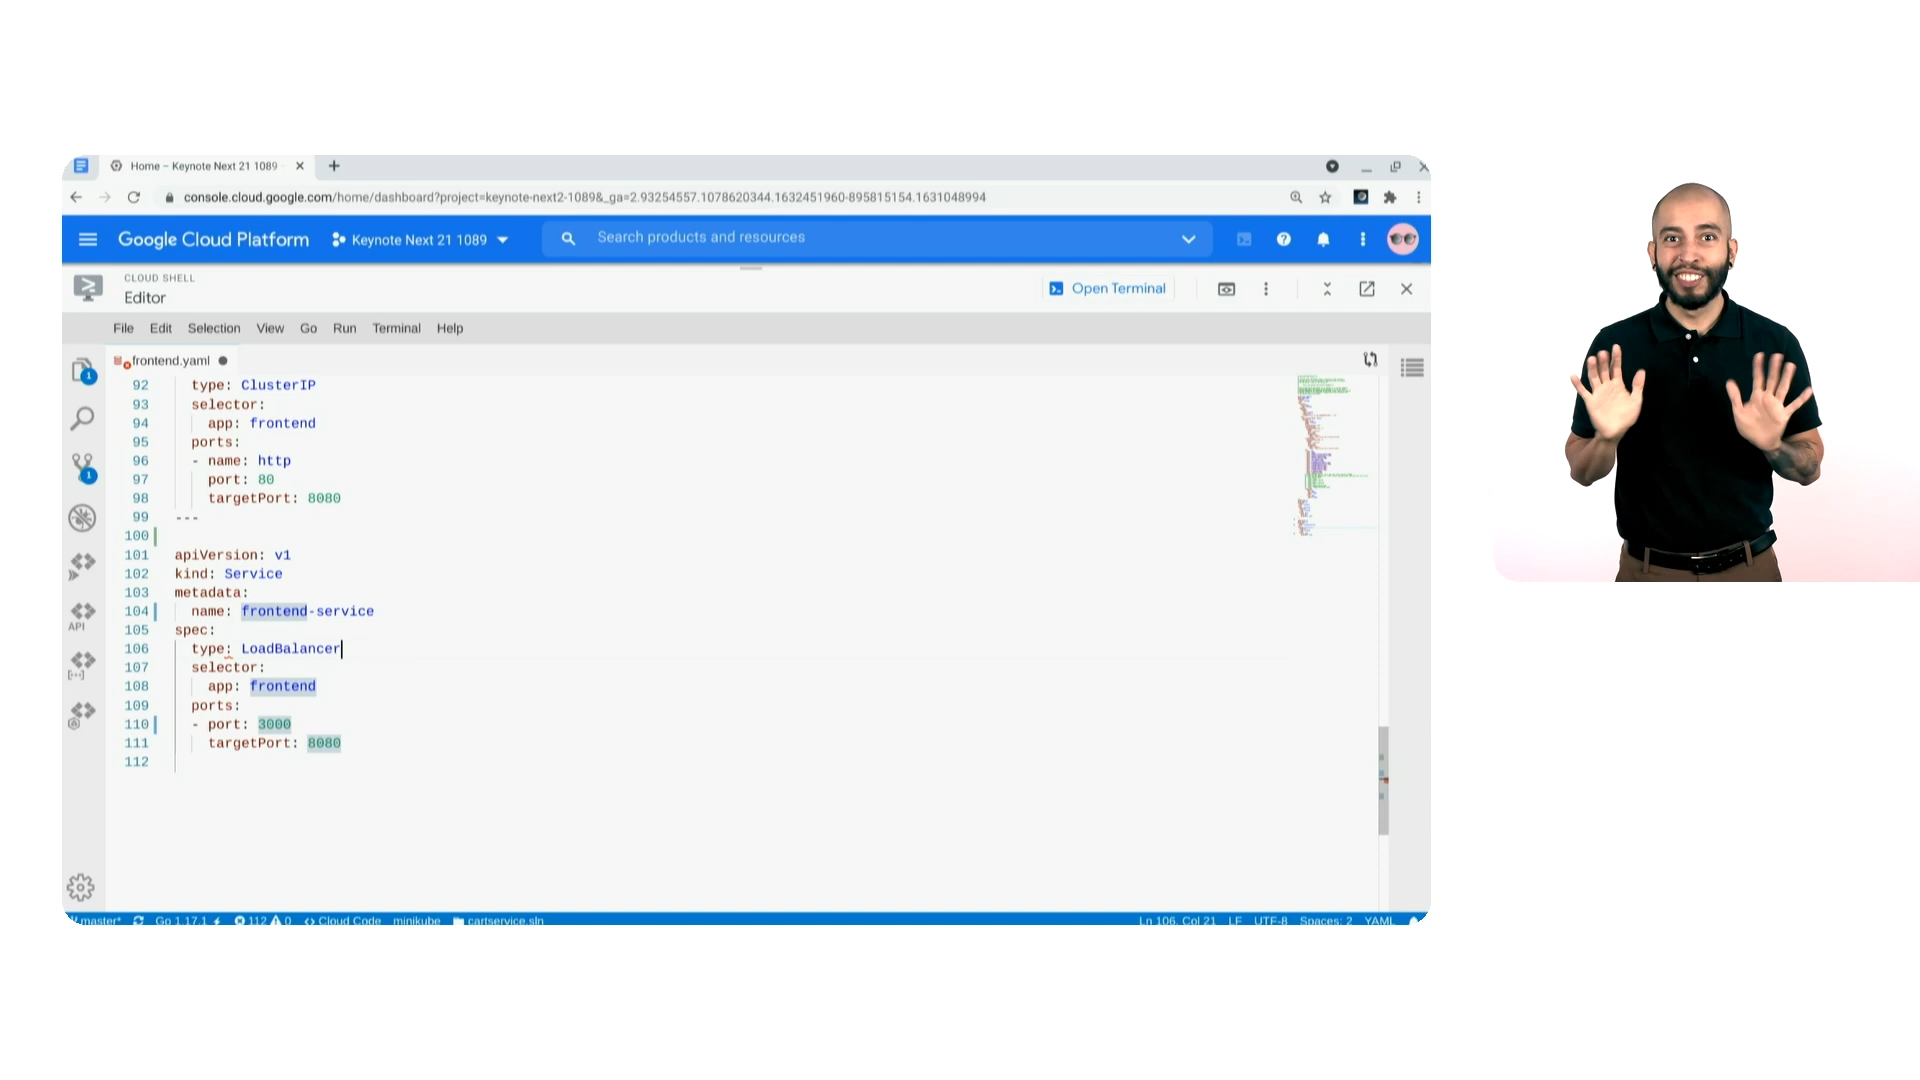 Home – Keynote Next 21 1089
console.cloud.google.com/home/dashboard?project=keynote-next2-1089&_ga=2.93254557.1078620344.1632451960-895815154.1631048994
Google Cloud Platform
Keynote Next 21 1089
Search products and resources
CLOUD SHELL
Editor
Open Terminal
File Edit Selection View Go Run Terminal Help
frontend.yaml
92 type: ClusterIP
93 selector:
94 app: frontend
95 ports:
96 - name: http
97 port: 80
98 targetPort: 8080
99 ---
100
101 apiVersion: v1
102 kind: Service
103 metadata:
104 name: frontend-service
105 spec:
106 type: LoadBalancer
107 selector:
108 app: frontend
109 ports:
110 - port: 3000
111 targetPort: 8080
112
1
1
API
master* Go 1.17.1 112 0 Cloud Code minikube cartservice.sln Ln 106, Col 21 LF UTF-8 Spaces: 2 YAML